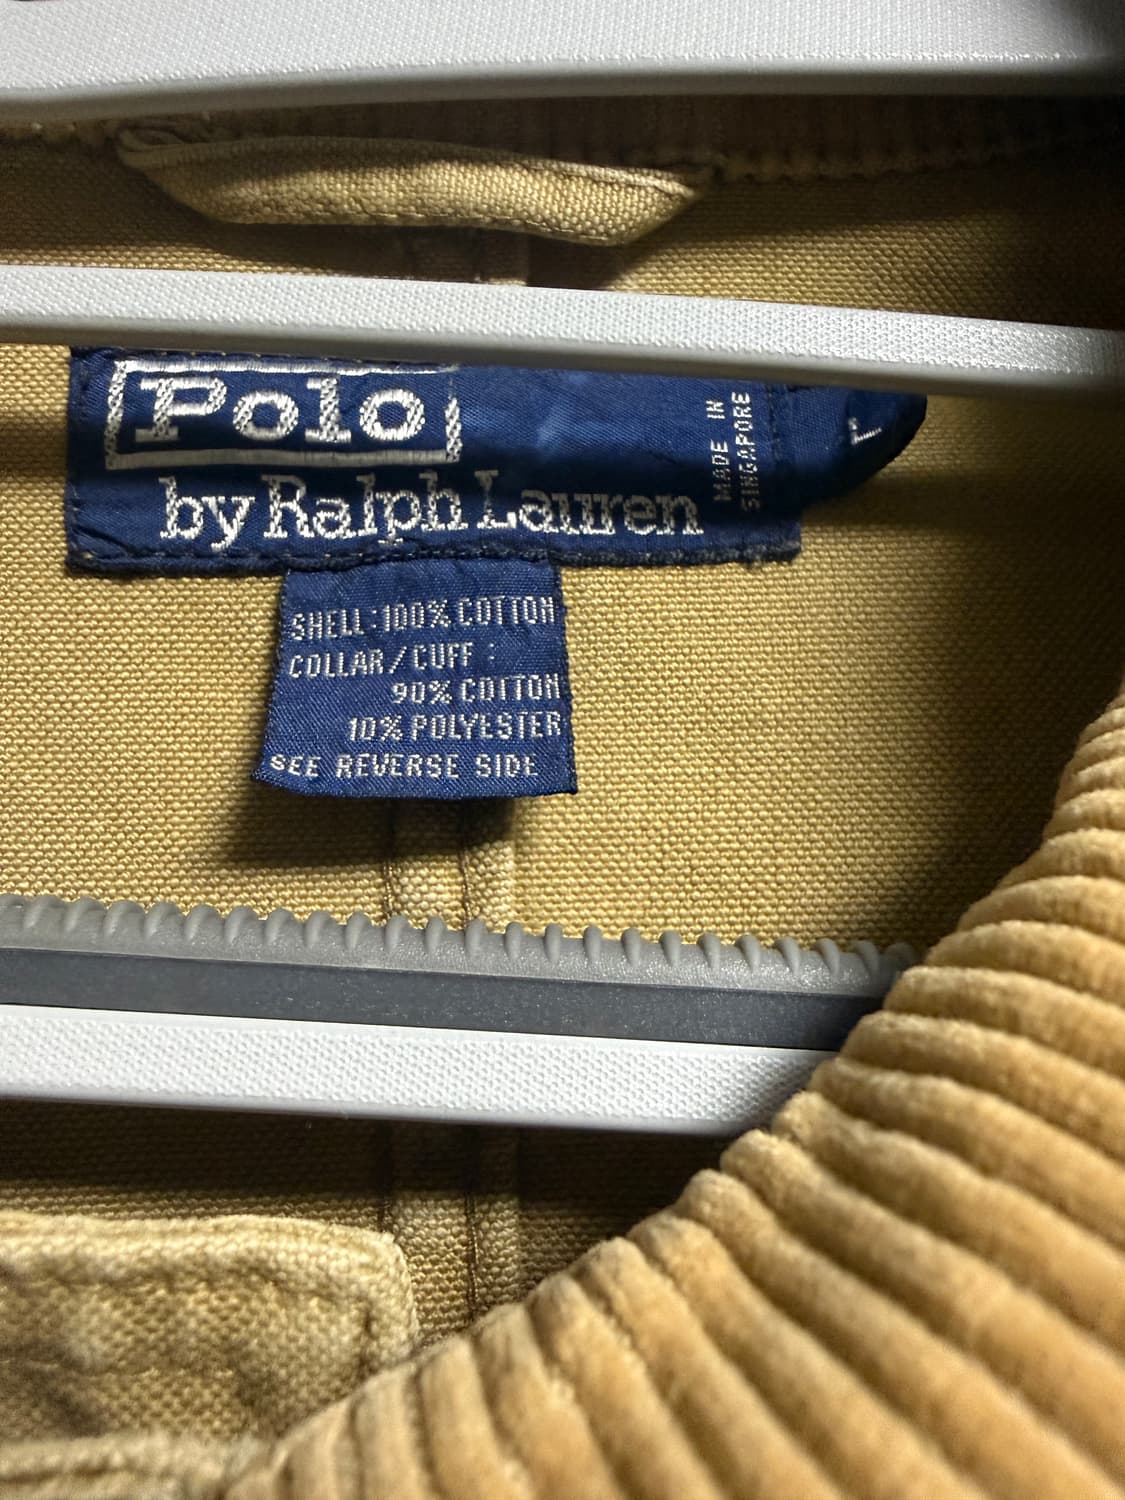 Polo
by Ralph Lauren
MADE IN
SINGAPORE
L
SHELL:100% COTTON
COLLAR/CUFF :
90% COTTON
10% POLYESTER
SEE REVERSE SIDE